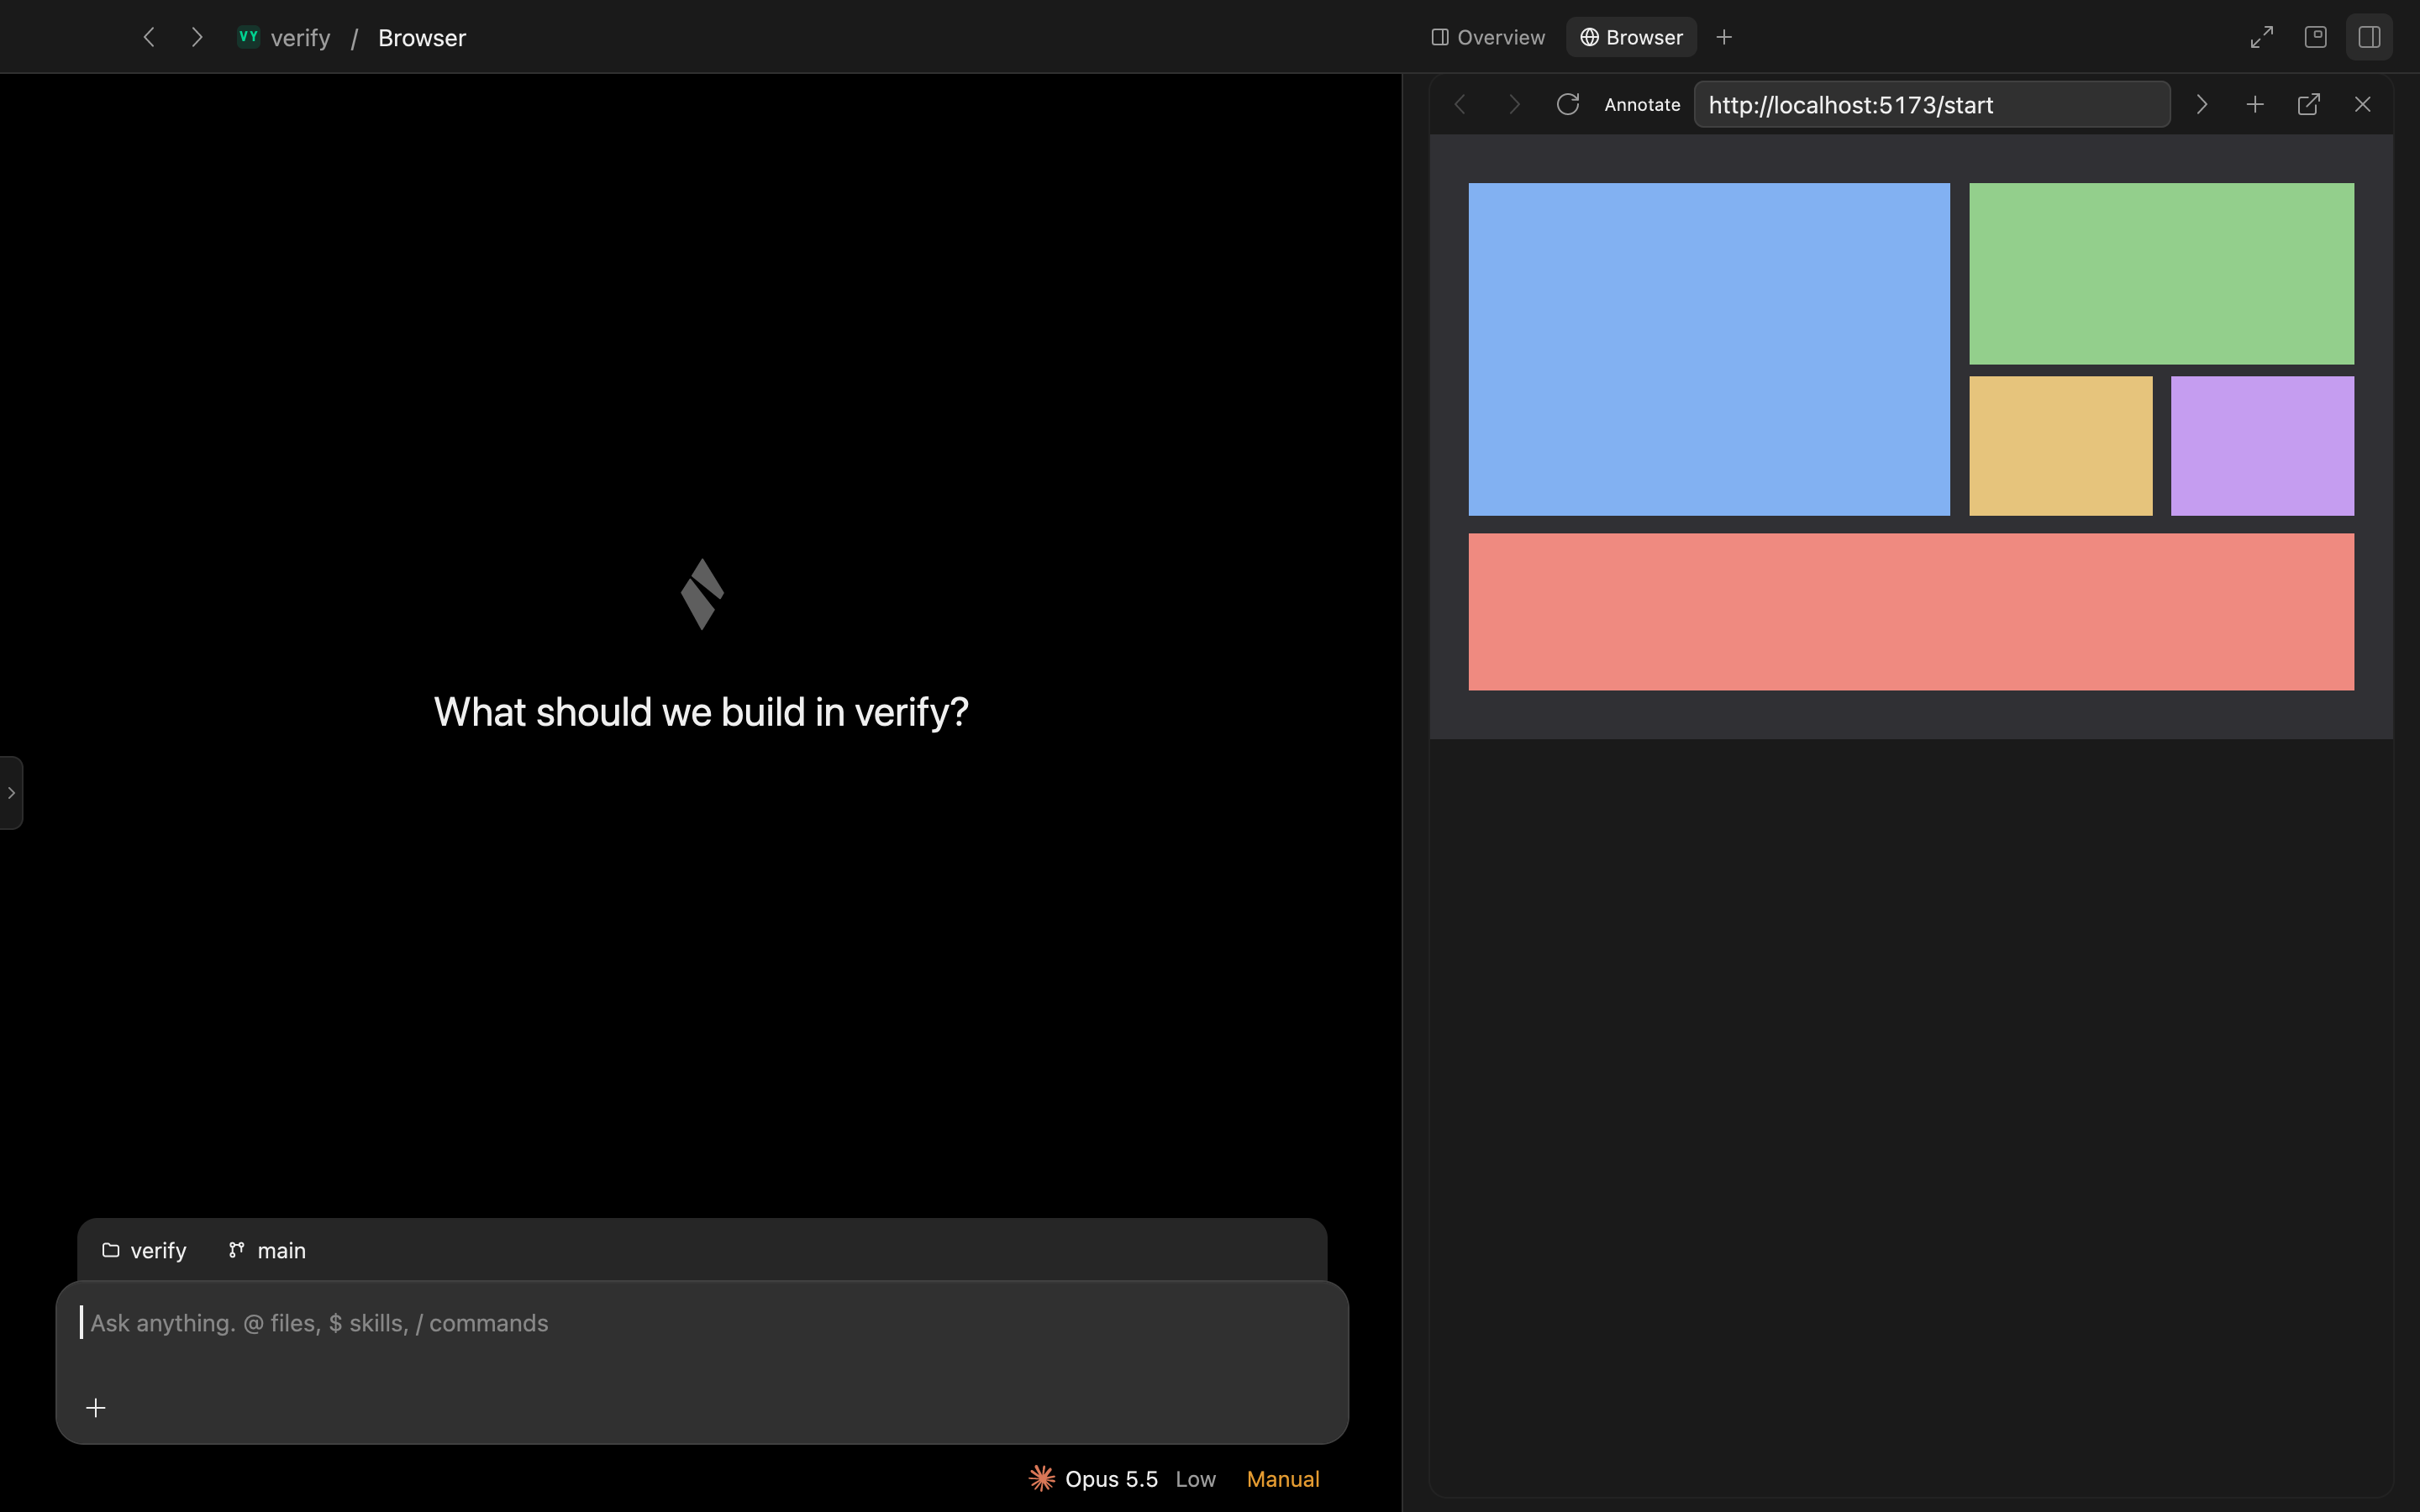 VY verify / Browser
Overview Browser
Annotate http://localhost:5173/start
What should we build in verify?
verify main
Ask anything. @ files, $ skills, / commands
Opus 5.5 Low Manual